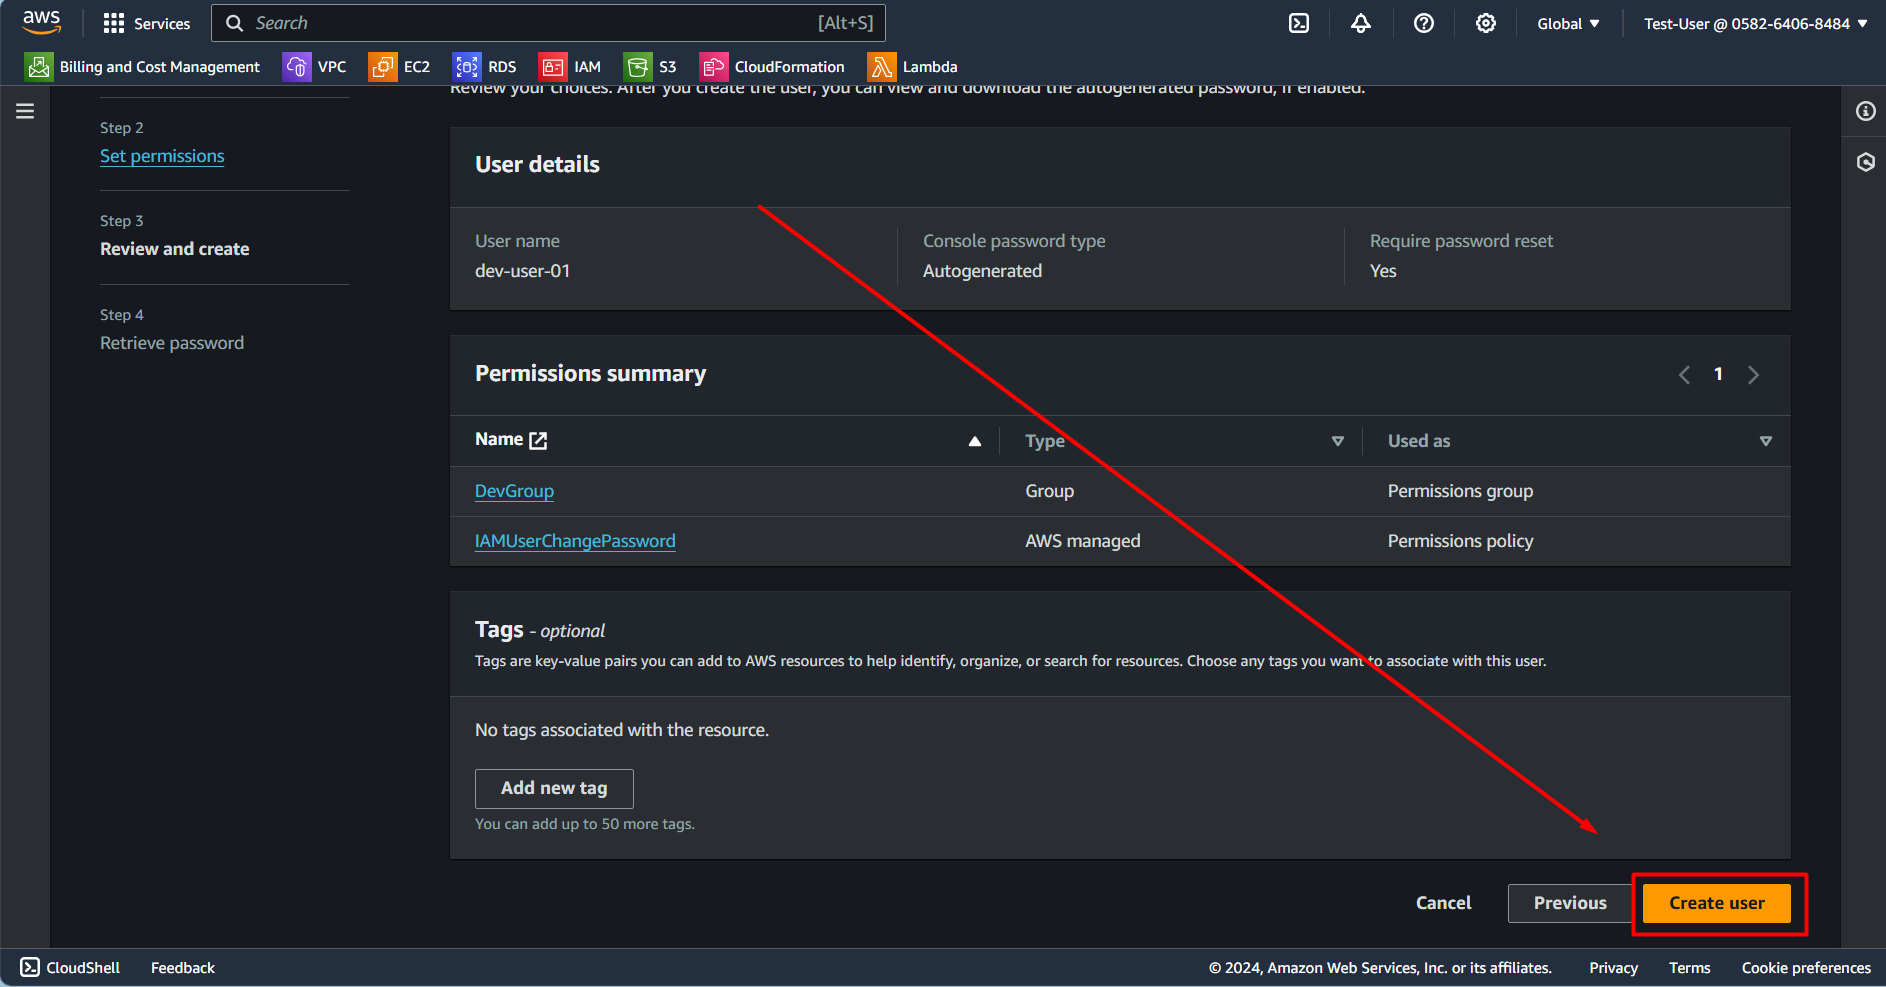 aws
Services
Search
[Alt+S]
Global
Test-User @ 0582-6406-8484
Billing and Cost Management
VPC
EC2
RDS
IAM
S3
CloudFormation
Lambda
Review your choices. After you create the user, you can view and download the autogenerated password, if enabled.
Step 2
Set permissions
Step 3
Review and create
Step 4
Retrieve password
User details
User name
dev-user-01
Console password type
Autogenerated
Require password reset
Yes
Permissions summary
1
Name
Type
Used as
DevGroup
Group
Permissions group
IAMUserChangePassword
AWS managed
Permissions policy
Tags - optional
Tags are key-value pairs you can add to AWS resources to help identify, organize, or search for resources. Choose any tags you want to associate with this user.
No tags associated with the resource.
Add new tag
You can add up to 50 more tags.
Cancel
Previous
Create user
CloudShell
Feedback
© 2024, Amazon Web Services, Inc. or its affiliates.
Privacy
Terms
Cookie preferences